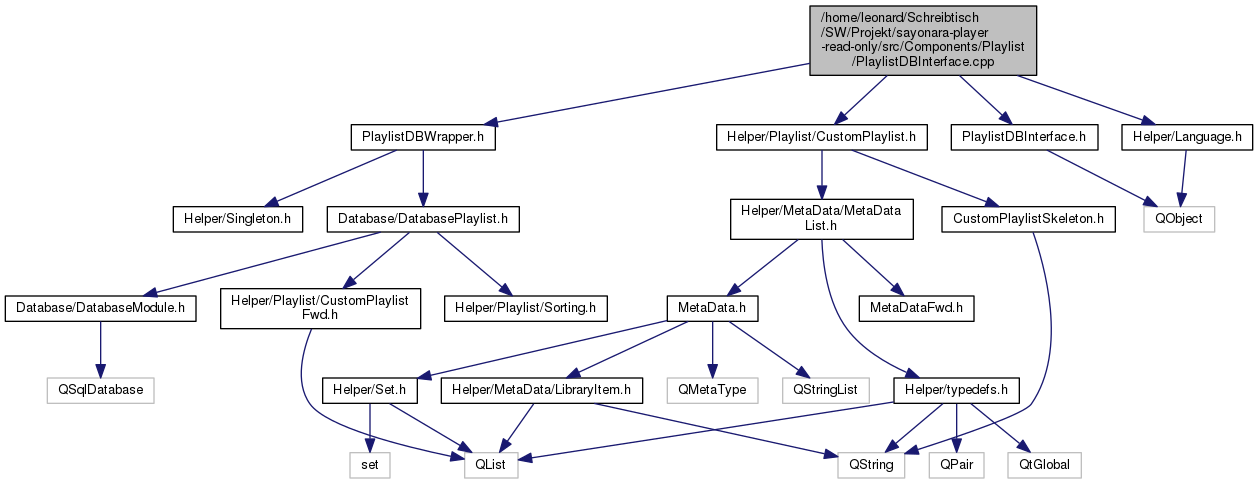 /home/leonard/Schreibtisch
/SW/Projekt/sayonara-player
-read-only/src/Components/Playlist
/PlaylistDBInterface.cpp
PlaylistDBWrapper.h
Helper/Playlist/CustomPlaylist.h
PlaylistDBInterface.h
Helper/Language.h
Helper/Singleton.h
Database/DatabasePlaylist.h
Helper/MetaData/MetaData
List.h
CustomPlaylistSkeleton.h
QObject
Database/DatabaseModule.h
Helper/Playlist/CustomPlaylist
Fwd.h
Helper/Playlist/Sorting.h
MetaData.h
MetaDataFwd.h
QSqlDatabase
Helper/Set.h
Helper/MetaData/LibraryItem.h
QMetaType
QStringList
Helper/typedefs.h
set
QList
QString
QPair
QtGlobal